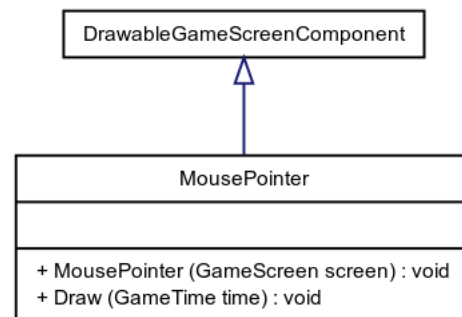 DrawableGameScreenComponent
MousePointer
+ MousePointer (GameScreen screen) : void
+ Draw (GameTime time) : void